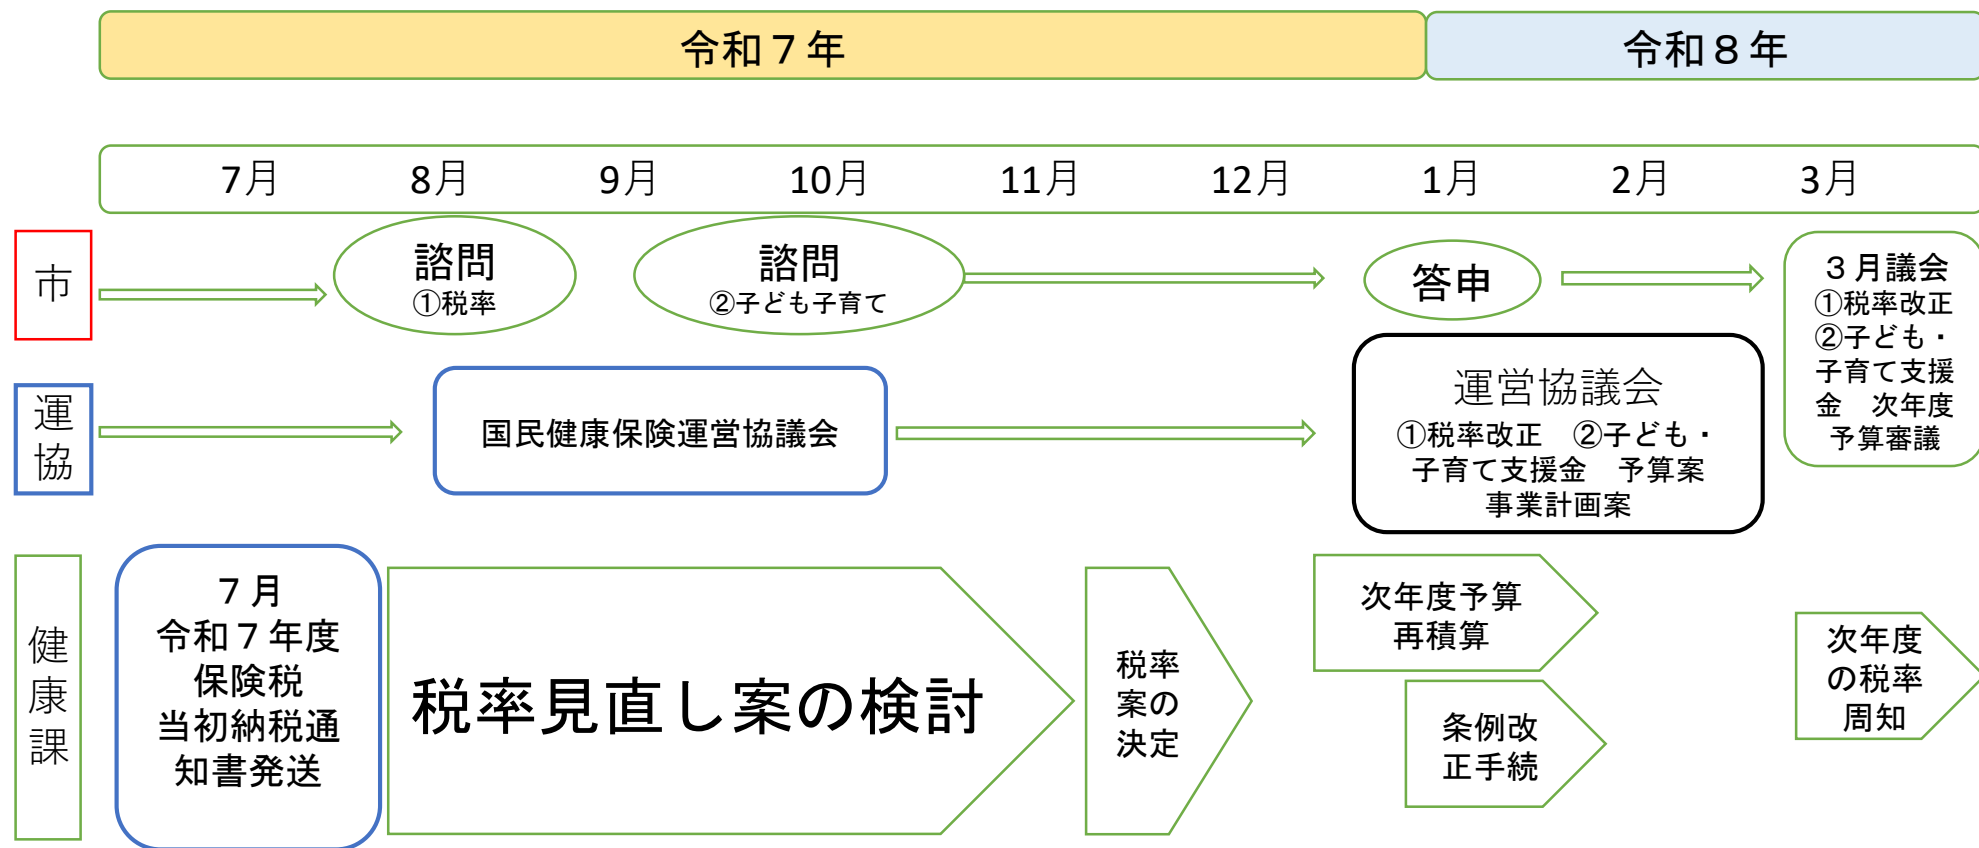 令和７年
令和８年
7月 8月 9月 10月 11月 12月 1月 2月 3月
市
諮問
①税率
諮問
②子ども子育て
答申
３月議会
①税率改正
②子ども・
子育て支援
金　次年度
予算審議
運
協
国民健康保険運営協議会
運営協議会
①税率改正　②子ども・
子育て支援金　予算案
事業計画案
健
康
課
７月
令和７年度
保険税
当初納税通
知書発送
税率見直し案の検討
税率
案の
決定
次年度予算
再積算
条例改
正手続
次年度
の税率
周知